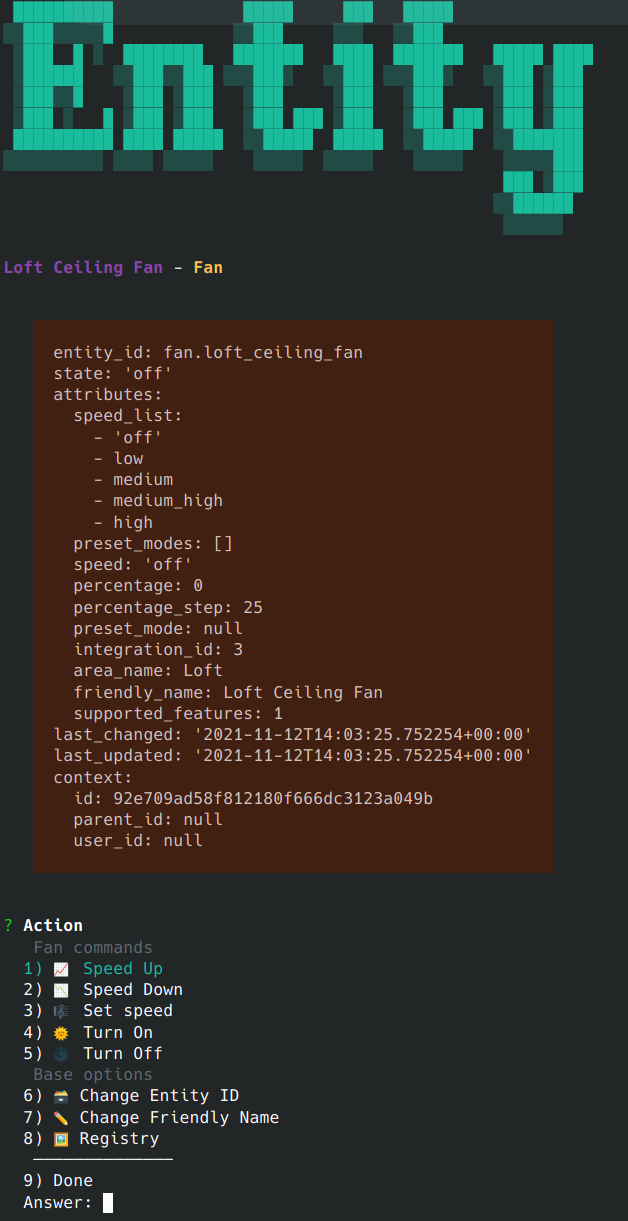 Entity
Loft Ceiling Fan - Fan
entity_id: fan.loft_ceiling_fan
state: 'off'
attributes:
  speed_list:
    - 'off'
    - low
    - medium
    - medium_high
    - high
  preset_modes: []
  speed: 'off'
  percentage: 0
  percentage_step: 25
  preset_mode: null
  integration_id: 3
  area_name: Loft
  friendly_name: Loft Ceiling Fan
  supported_features: 1
last_changed: '2021-11-12T14:03:25.752254+00:00'
last_updated: '2021-11-12T14:03:25.752254+00:00'
context:
  id: 92e709ad58f812180f666dc3123a049b
  parent_id: null
  user_id: null
? Action
Fan commands
1) 📈 Speed Up
2) 📉 Speed Down
3) 🎼 Set speed
4) 🌞 Turn On
5) 🌑 Turn Off
Base options
6) 🗃️ Change Entity ID
7) ✏️ Change Friendly Name
8) 🖼️ Registry
──────────────
9) Done
Answer: